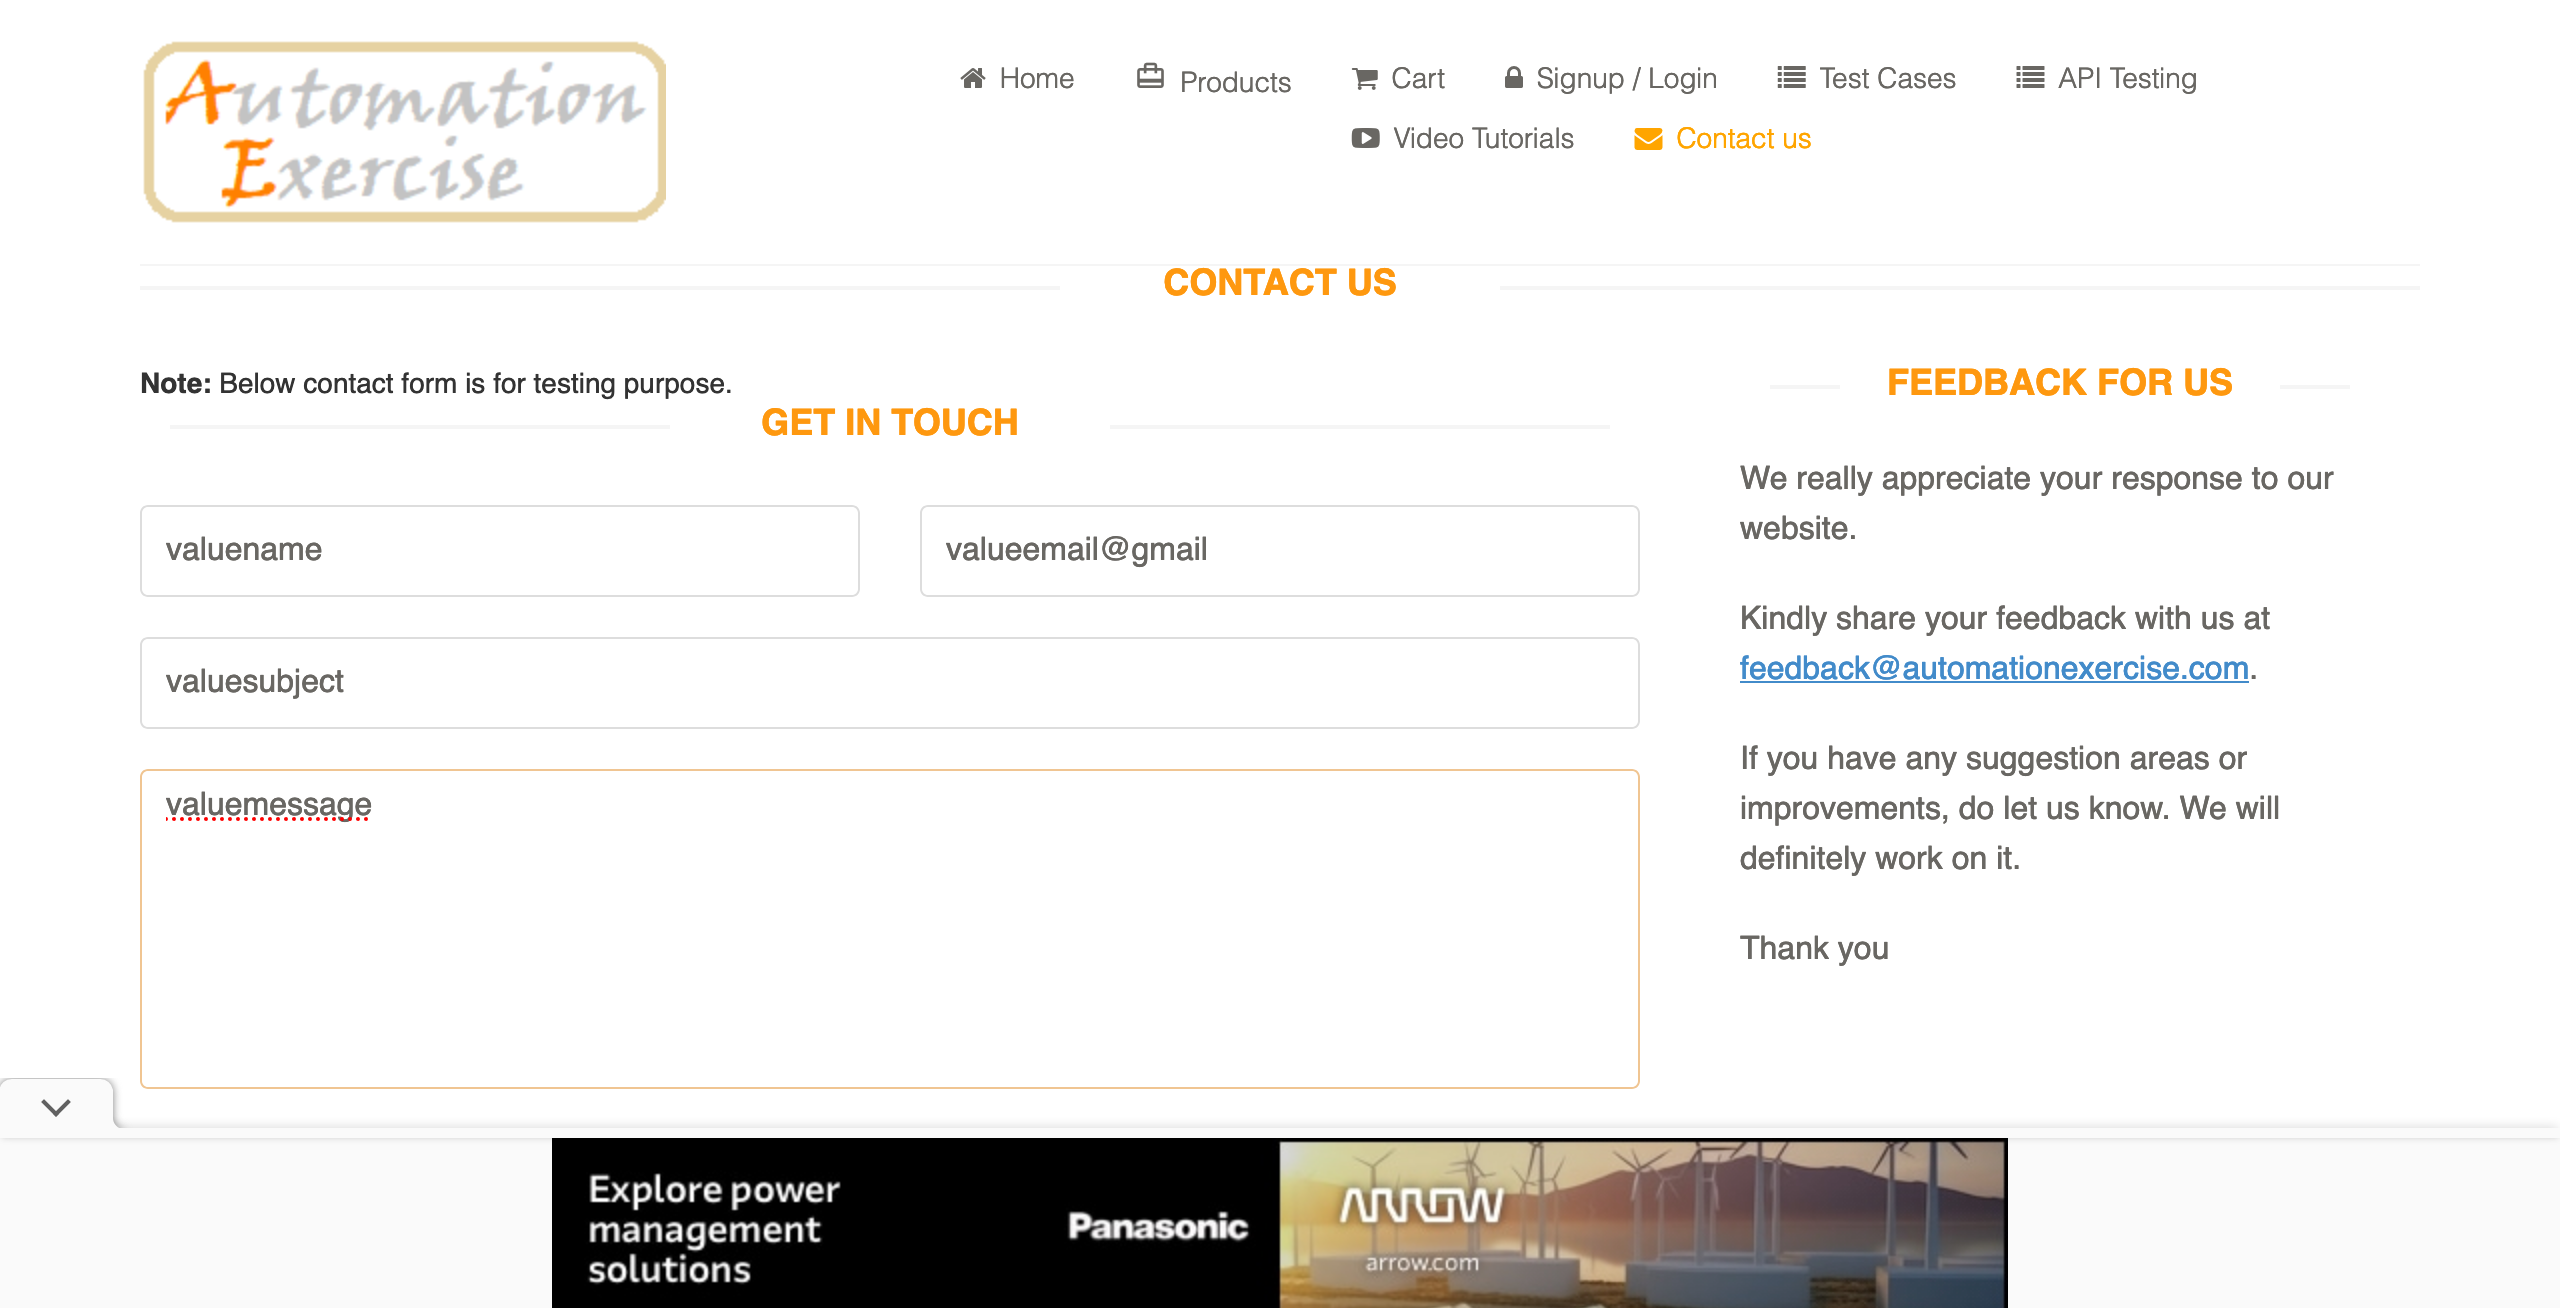 Automation
Exercise
Home
Products
Cart
Signup / Login
Test Cases
API Testing
Video Tutorials
Contact us
CONTACT US
Note: Below contact form is for testing purpose.
GET IN TOUCH
valuename
valueemail@gmail
valuesubject
valuemessage
FEEDBACK FOR US
We really appreciate your response to our
website.
Kindly share your feedback with us at
feedback@automationexercise.com.
If you have any suggestion areas or
improvements, do let us know. We will
definitely work on it.
Thank you
Explore power
management
solutions
Panasonic
ARROW
arrow.com